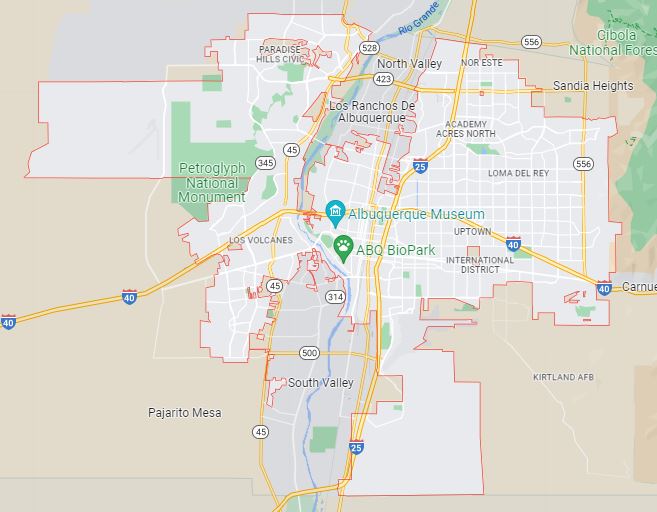 Rio Grande
556
Cibola
National Fores
528
PARADISE
HILLS CIVIC
North Valley
NOR ESTE
423
Sandia Heights
Los Ranchos De
Albuquerque
ACADEMY
ACRES NORTH
45
345
25
556
Petroglyph
National
Monument
LOMA DEL REY
Albuquerque Museum
UPTOWN
LOS VOLCANES
ABQ BioPark
40
INTERNATIONAL
DISTRICT
45
40
Carnue
40
314
40
500
South Valley
KIRTLAND AFB
Pajarito Mesa
45
25